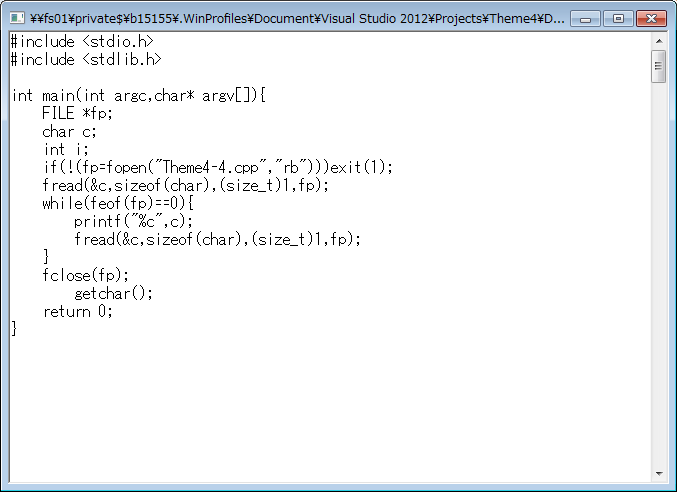 ¥¥fs01¥private$¥b15155¥.WinProfiles¥Document¥Visual Studio 2012¥Projects¥Theme4¥D...
#include <stdio.h>
#include <stdlib.h>

int main(int argc,char* argv[]){
    FILE *fp;
    char c;
    int i;
    if(!(fp=fopen("Theme4-4.cpp","rb")))exit(1);
    fread(&c,sizeof(char),(size_t)1,fp);
    while(feof(fp)==0){
        printf("%c",c);
        fread(&c,sizeof(char),(size_t)1,fp);
    }
    fclose(fp);
        getchar();
    return 0;
}